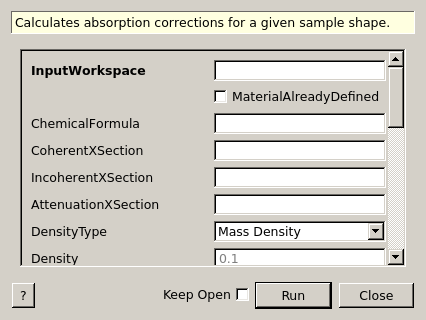 Calculates absorption corrections for a given sample shape.
InputWorkspace
MaterialAlreadyDefined
ChemicalFormula
CoherentXSection
IncoherentXSection
AttenuationXSection
DensityType Mass Density
Density 0.1
? Keep Open Run Close